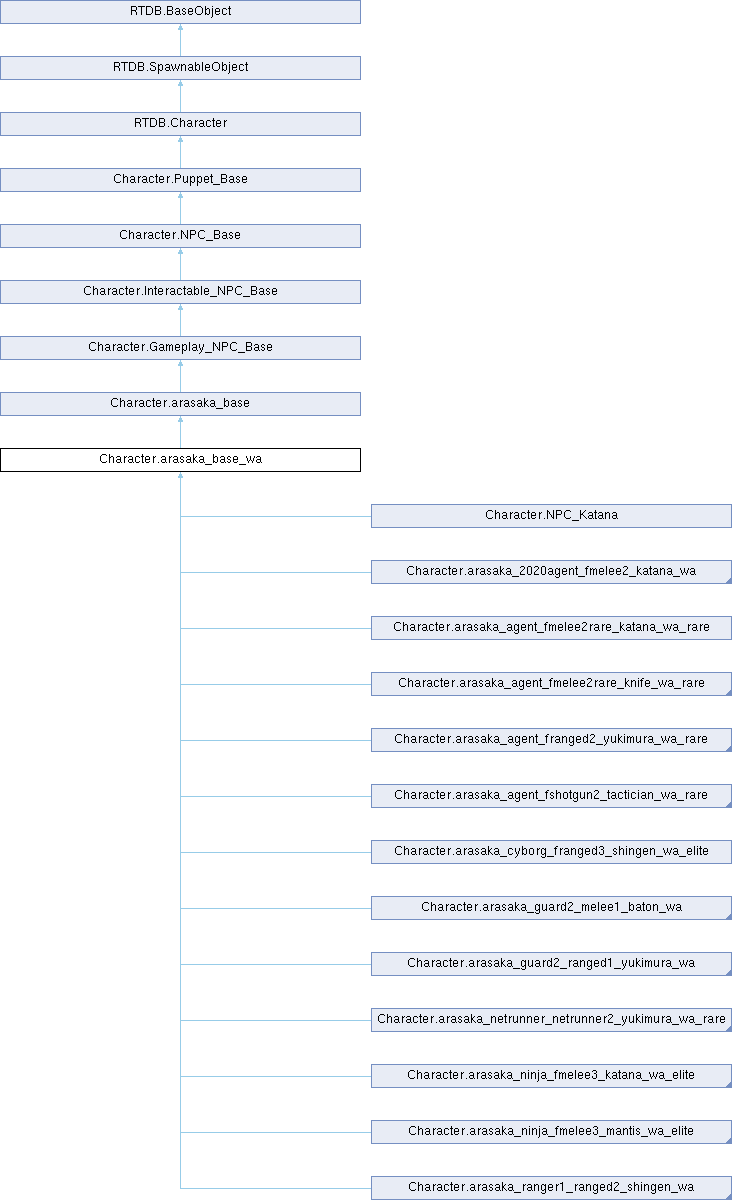 RTDB.BaseObject
RTDB.SpawnableObject
RTDB.Character
Character.Puppet_Base
Character.NPC_Base
Character.Interactable_NPC_Base
Character.Gameplay_NPC_Base
Character.arasaka_base
Character.arasaka_base_wa
Character.NPC_Katana
Character.arasaka_2020agent_fmelee2_katana_wa
Character.arasaka_agent_fmelee2rare_katana_wa_rare
Character.arasaka_agent_fmelee2rare_knife_wa_rare
Character.arasaka_agent_franged2_yukimura_wa_rare
Character.arasaka_agent_fshotgun2_tactician_wa_rare
Character.arasaka_cyborg_franged3_shingen_wa_elite
Character.arasaka_guard2_melee1_baton_wa
Character.arasaka_guard2_ranged1_yukimura_wa
Character.arasaka_netrunner_netrunner2_yukimura_wa_rare
Character.arasaka_ninja_fmelee3_katana_wa_elite
Character.arasaka_ninja_fmelee3_mantis_wa_elite
Character.arasaka_ranger1_ranged2_shingen_wa